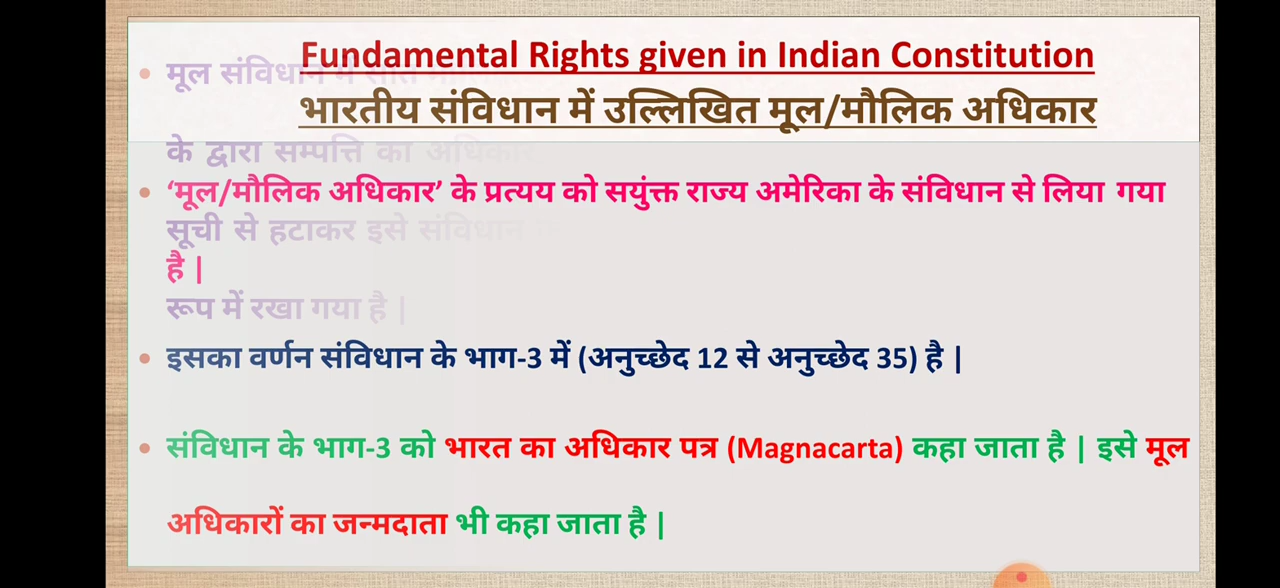 Fundamental Rights given in Indian Constitution
भारतीय संविधान में उल्लिखित मूल/मौलिक अधिकार
• मूल संविधान में सात
के द्वारा सम्पत्ति का अधिकार
• ‘मूल/मौलिक अधिकार’ के प्रत्यय को सयुंक्त राज्य अमेरिका के संविधान से लिया गया
सूची से हटाकर इसे संविधान
है |
रूप में रखा गया है |
• इसका वर्णन संविधान के भाग-3 में (अनुच्छेद 12 से अनुच्छेद 35) है |
• संविधान के भाग-3 को भारत का अधिकार पत्र (Magnacarta) कहा जाता है | इसे मूल
अधिकारों का जन्मदाता भी कहा जाता है |